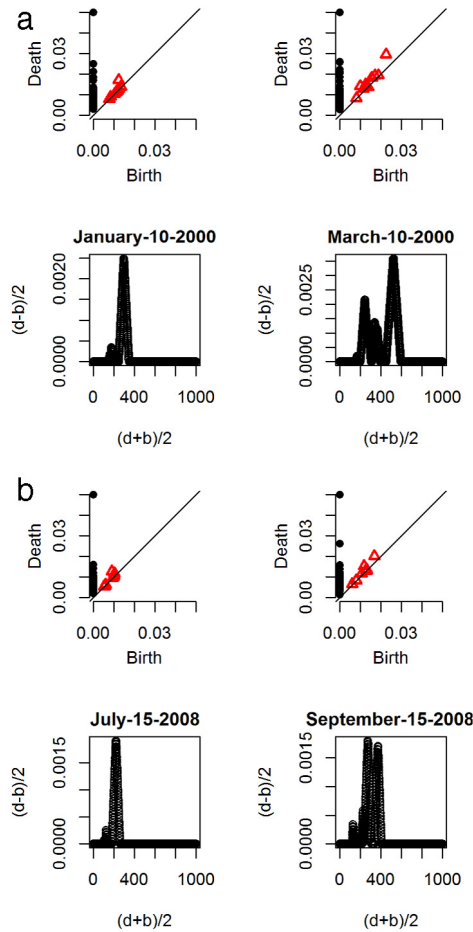 a
Death
0.00
0.03
0.00
0.03
Birth
Death
0.00
0.03
0.00
0.03
Birth
January-10-2000
(d-b)/2
0.0000
0.0020
0
400
1000
(d+b)/2
March-10-2000
(d-b)/2
0.0000
0.0025
0
400
1000
(d+b)/2
b
Death
0.00
0.03
0.00
0.03
Birth
Death
0.00
0.03
0.00
0.03
Birth
July-15-2008
(d-b)/2
0.0000
0.0015
0
400
1000
(d+b)/2
September-15-2008
(d-b)/2
0.0000
0.0015
0
400
1000
(d+b)/2